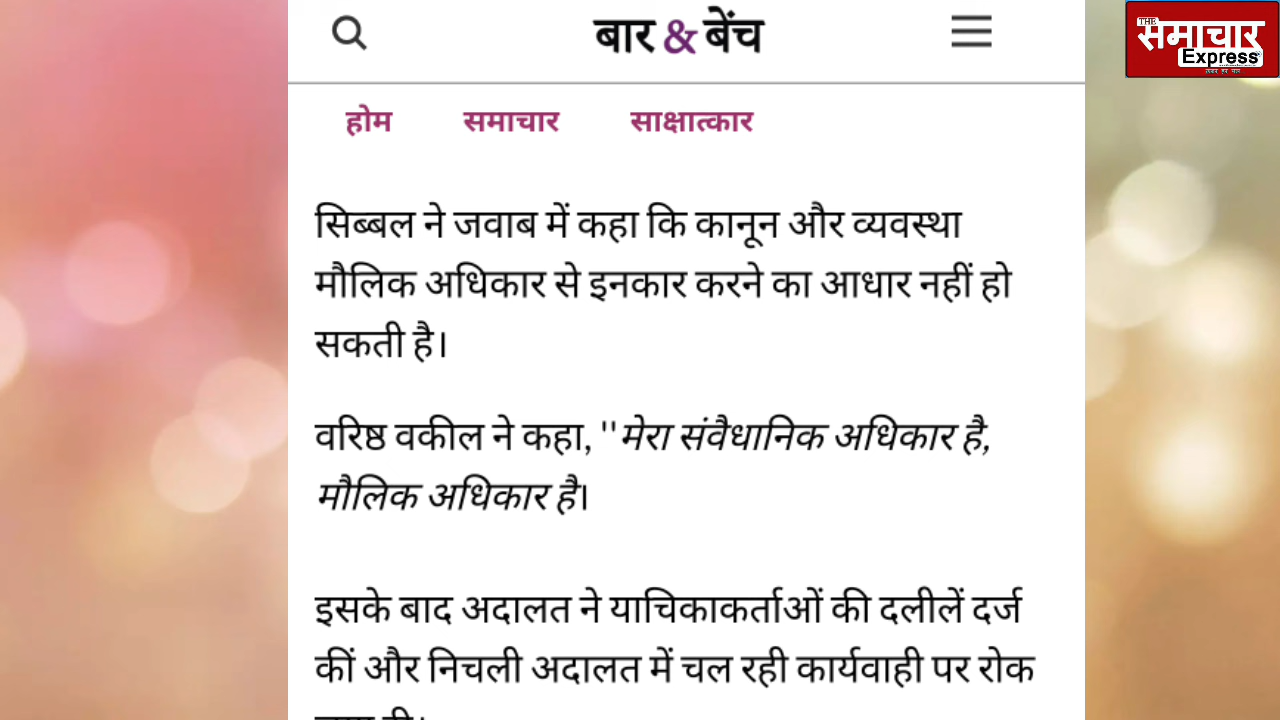 बार & बेंच
THE
समाचार
Express
होम समाचार साक्षात्कार
सिब्बल ने जवाब में कहा कि कानून और व्यवस्था
मौलिक अधिकार से इनकार करने का आधार नहीं हो
सकती है।
वरिष्ठ वकील ने कहा, "मेरा संवैधानिक अधिकार है,
मौलिक अधिकार है।
इसके बाद अदालत ने याचिकाकर्ताओं की दलीलें दर्ज
कीं और निचली अदालत में चल रही कार्यवाही पर रोक